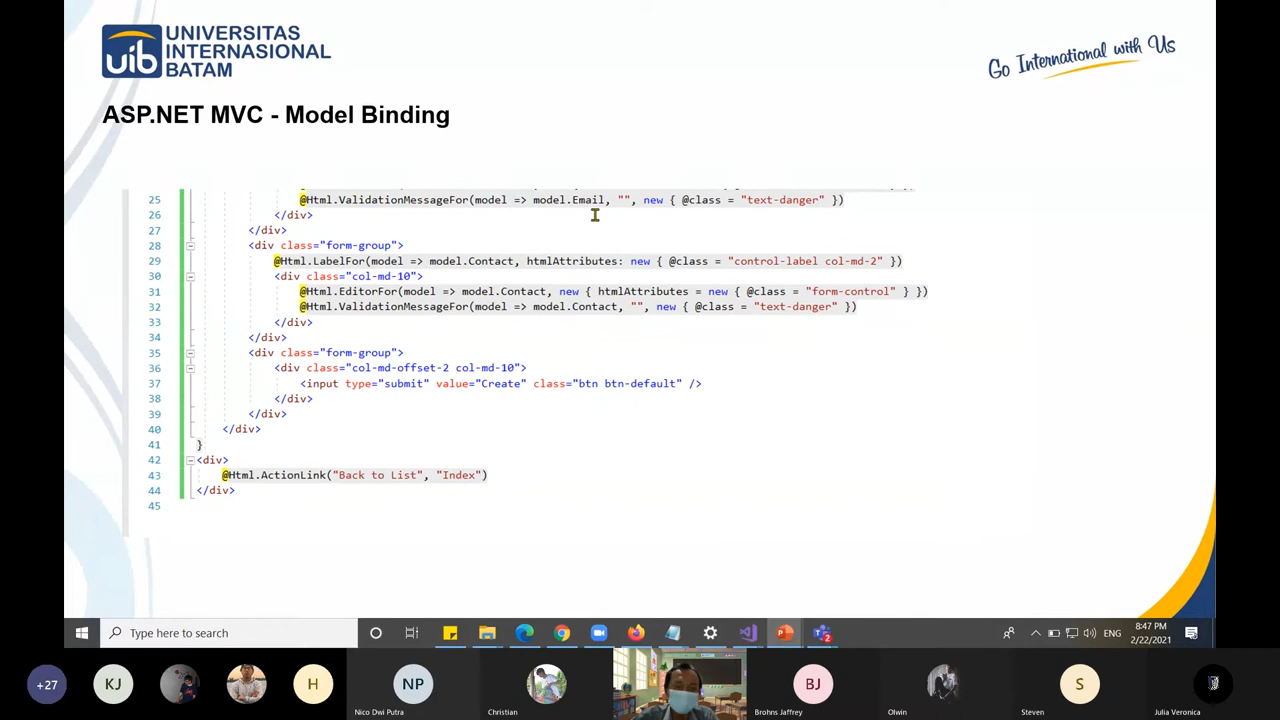 UNIVERSITAS
INTERNASIONAL
BATAM
uib
Go International with Us
ASP.NET MVC - Model Binding
25 @Html.ValidationMessageFor(model => model.Email, "", new { @class = "text-danger" })
26 </div>
27 </div>
28 <div class="form-group">
29 @Html.LabelFor(model => model.Contact, htmlAttributes: new { @class = "control-label col-md-2" })
30 <div class="col-md-10">
31 @Html.EditorFor(model => model.Contact, new { htmlAttributes = new { @class = "form-control" } })
32 @Html.ValidationMessageFor(model => model.Contact, "", new { @class = "text-danger" })
33 </div>
34 </div>
35 <div class="form-group">
36 <div class="col-md-offset-2 col-md-10">
37 <input type="submit" value="Create" class="btn btn-default" />
38 </div>
39 </div>
40 </div>
41 }
42 <div>
43 @Html.ActionLink("Back to List", "Index")
44 </div>
45
Type here to search
ENG
8:47 PM
2/22/2021
+27
KJ
H
NP
BJ
S
Nico Dwi Putra
Christian
Brohns Jaffrey
Olwin
Steven
Julia Veronica